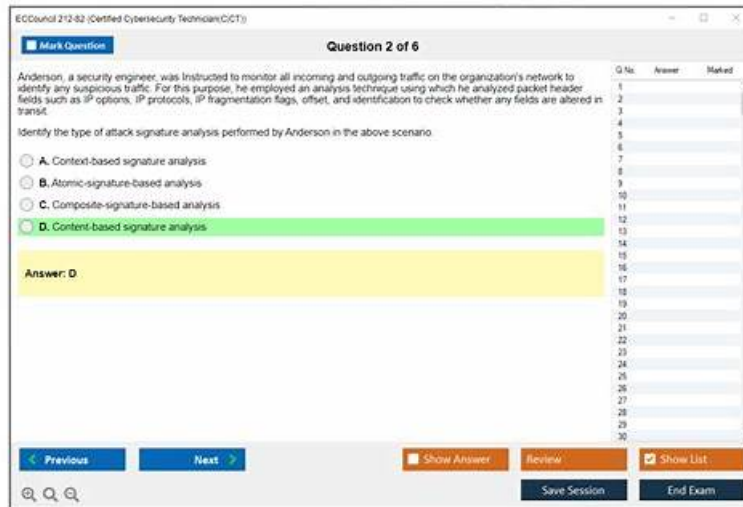 ECCouncil 212-82 (Certified Cybersecurity Technician(C|CT))
Mark Question
Question 2 of 6
Anderson, a security engineer, was Instructed to monitor all incoming and outgoing traffic on the organization's network to
identify any suspicious traffic. For this purpose, he employed an analysis technique using which he analyzed packet header
fields such as IP options, IP protocols, IP fragmentation flags, offset, and identification to check whether any fields are altered in
transit.
Identify the type of attack signature analysis performed by Anderson in the above scenario.
A. Context-based signature analysis
B. Atomic-signature-based analysis
C. Composite-signature-based analysis
D. Content-based signature analysis
Answer: D
Q No. Answer Marked
1
2
3
4
5
6
7
8
9
10
11
12
13
14
15
16
17
18
19
20
21
22
23
24
25
26
27
28
29
30
Previous
Next
Show Answer
Review
Show List
Save Session
End Exam